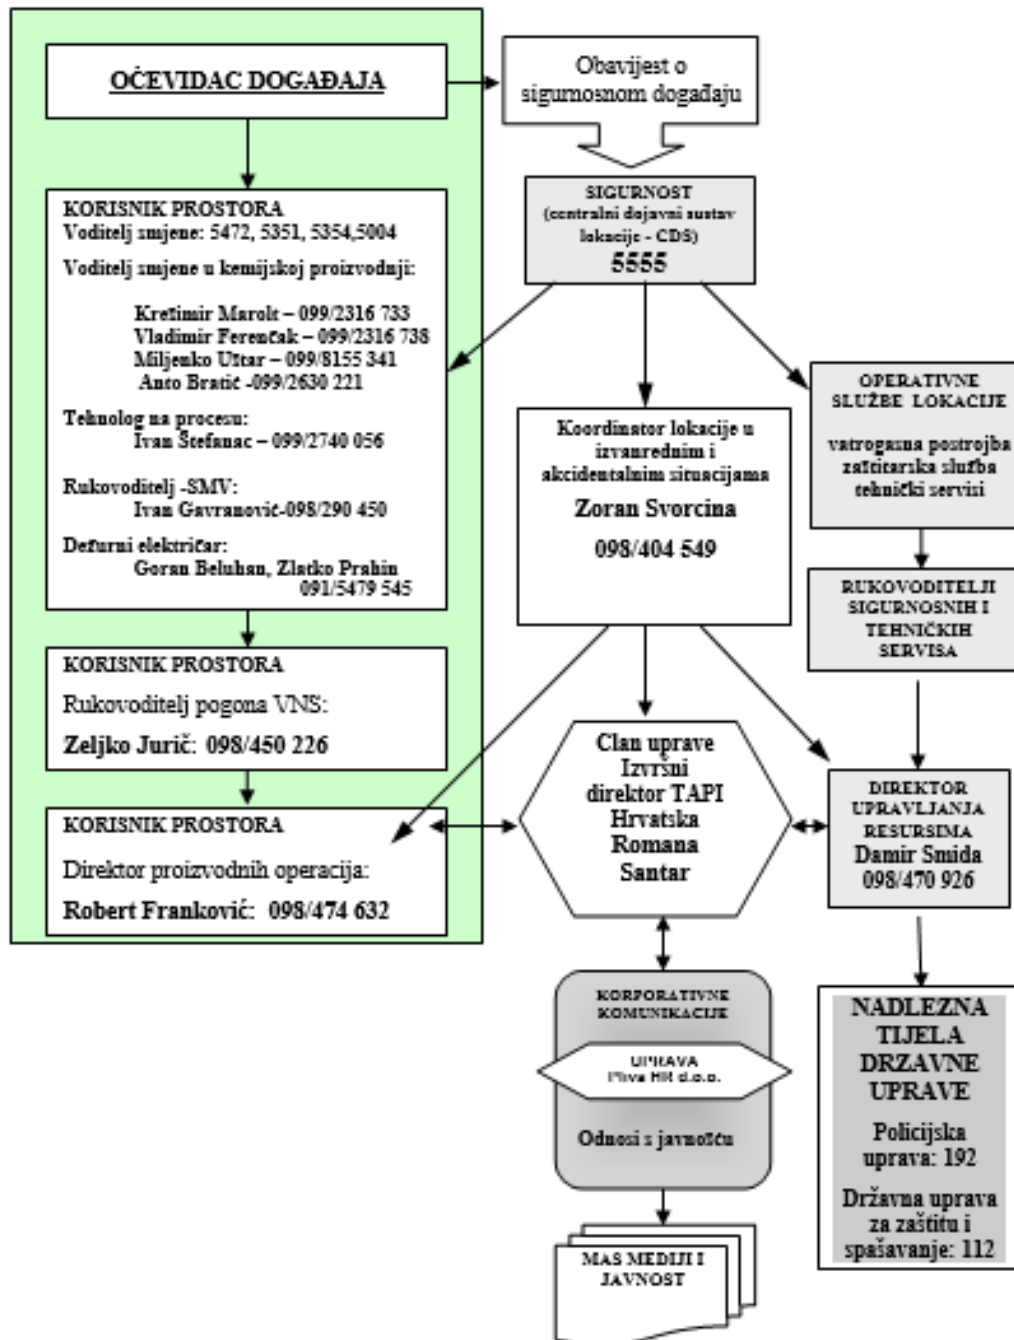 OČEVIDAC DOGAĐAJA
Obavijest o
sigurnosnom događaju
SIGURNOST
(centralni dojavni sustav
lokacije - CDS)
5555
KORISNIK PROSTORA
Voditelj smjene: 5472, 5351, 5354,5004
Voditelj smjene u kemijskoj proizvodnji:
Krešimir Marolt – 099/2316 733
Vladimir Ferenčak – 099/2316 738
Miljenko Uštar – 099/8155 341
Anto Bratić -099/2630 221
Tehnolog na procesu:
Ivan Štefanac – 099/2740 056
Rukovoditelj -SMV:
Ivan Gavranović-098/290 450
Dežurni električar:
Goran Beluhan, Zlatko Prahin
091/5479 545
Koordinator lokacije u
izvanrednim i
akcidentalnim situacijama
Zoran Svorcina
098/404 549
OPERATIVNE
SLUŽBE LOKACIJE
vatrogasna postrojba
zaštitarska služba
tehnički servisi
RUKOVODITELJI
SIGURNOSNIH I
TEHNIČKIH
SERVISA
KORISNIK PROSTORA
Rukovoditelj pogona VNS:
Zeljko Jurič: 098/450 226
KORISNIK PROSTORA
Direktor proizvodnih operacija:
Robert Franković: 098/474 632
Clan uprave
Izvršni
direktor TAPI
Hrvatska
Romana
Santar
DIREKTOR
UPRAVLJANJA
RESURSIMA
Damir Smida
098/470 926
KORPORATIVNE
KOMUNIKACIJE
UPRAVA
Pliva HR d.o.o.
Odnosi s javnošću
NADLEZNA
TIJELA
DRZAVNE
UPRAVE
Policijska
uprava: 192
Državna uprava
za zaštitu i
spašavanje: 112
MAS MEDIJI I
JAVNOST